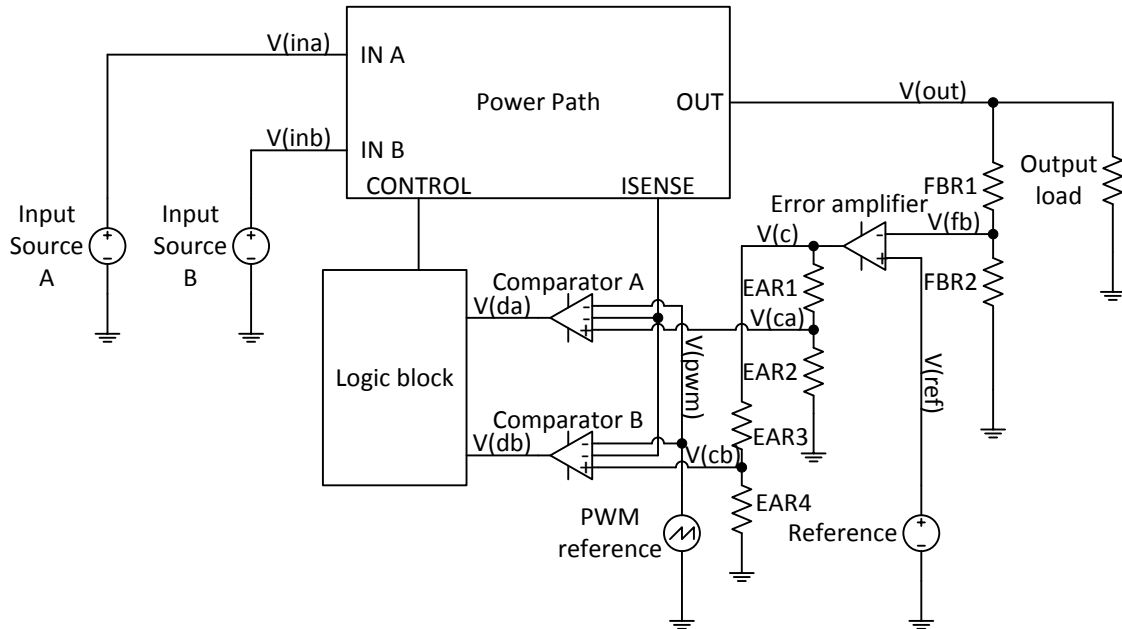 V(ina)
IN A
Power Path
OUT
V(out)
V(inb)
IN B
CONTROL
ISENSE
FBR1
Output
load
Error amplifier
Input
Source
A
Input
Source
B
V(c)
V(fb)
Comparator A
EAR1
FBR2
V(da)
V(ca)
Logic block
V(pwm)
EAR2
V(ref)
Comparator B
EAR3
V(db)
V(cb)
EAR4
PWM
reference
Reference